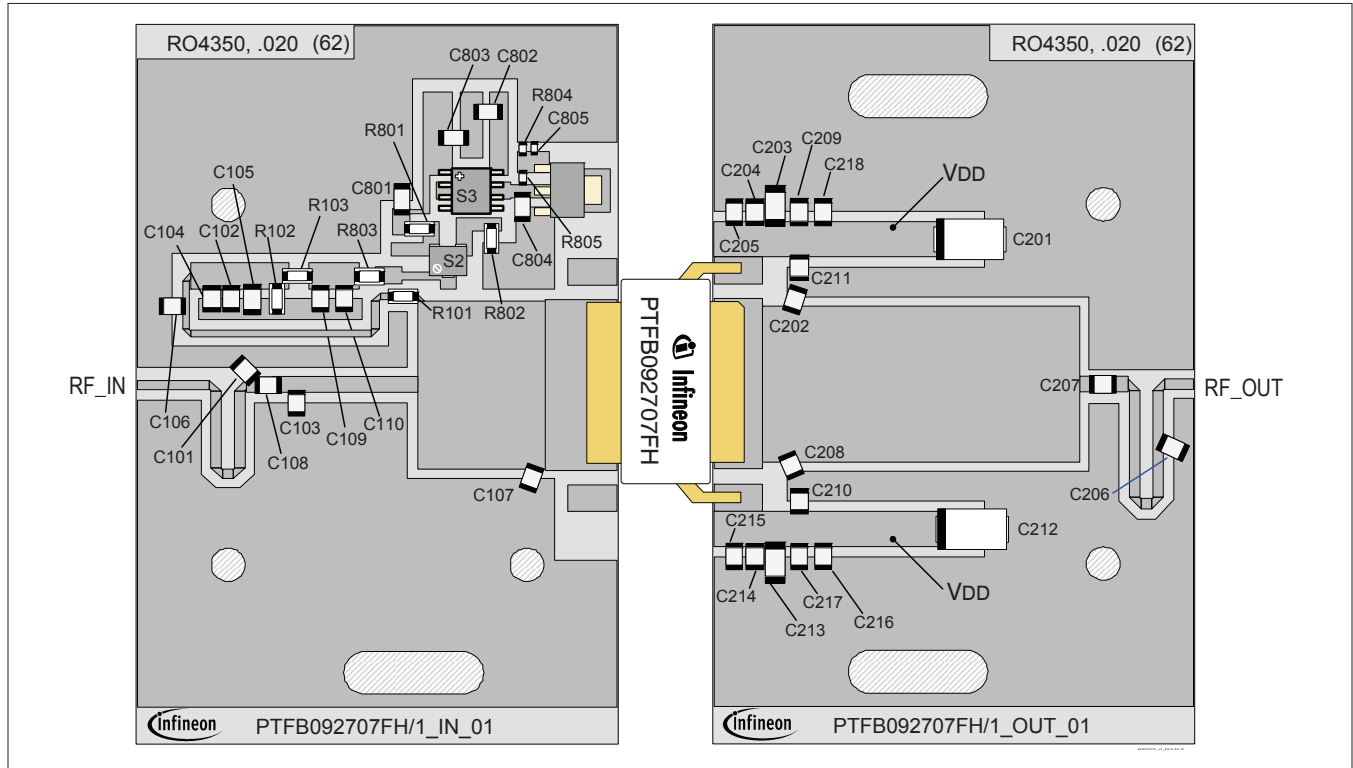 RO4350, .020 (62)
C803
C802
R804
C805
R801
C105
C801
S3
C104
C102
R102
R103
R803
S2
C804
R805
R101
R802
RF_IN
C106
C101
C108
C103
C109
C110
C107
infineon
PTFB092707FH/1_IN_01
Infineon
PTFB092707FH
RO4350, .020 (62)
C203
C209
C204
C218
VDD
C205
C201
C211
C202
C207
RF_OUT
C208
C206
C210
C215
C212
C214
C217
VDD
C213
C216
infineon
PTFB092707FH/1_OUT_01